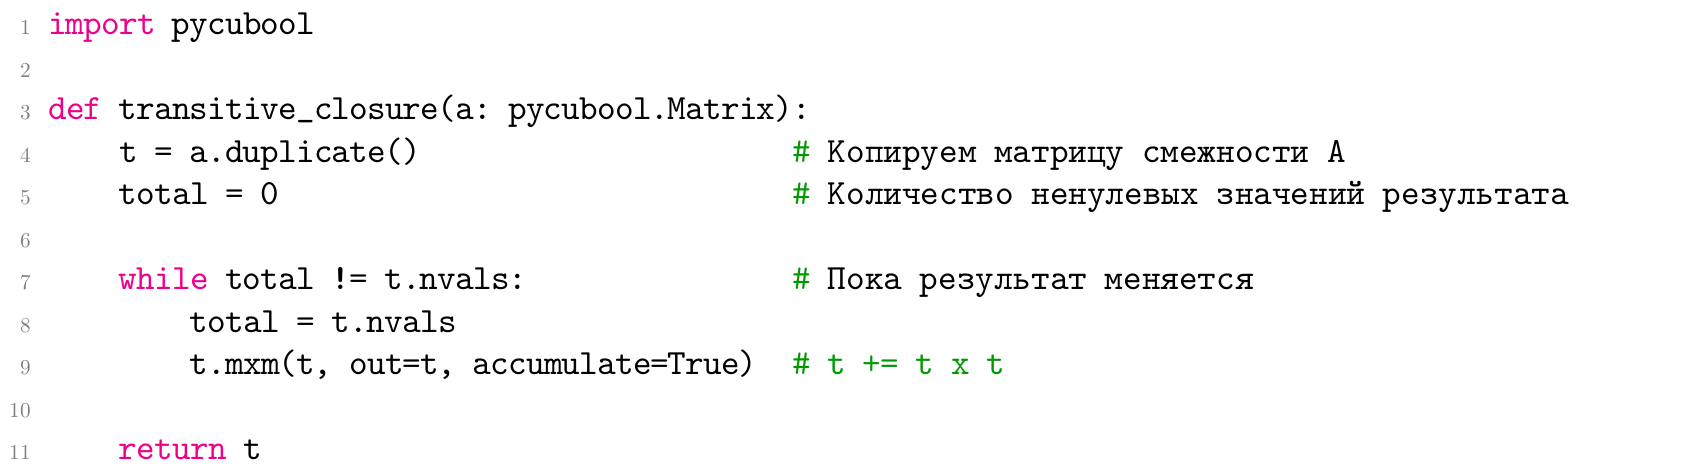 1 import pycubool
2
3 def transitive_closure(a: pycubool.Matrix):
4     t = a.duplicate()                     # Копируем матрицу смежности A
5     total = 0                             # Количество ненулевых значений результата
6
7     while total != t.nvals:               # Пока результат меняется
8         total = t.nvals
9         t.mxm(t, out=t, accumulate=True)  # t += t x t
10
11     return t